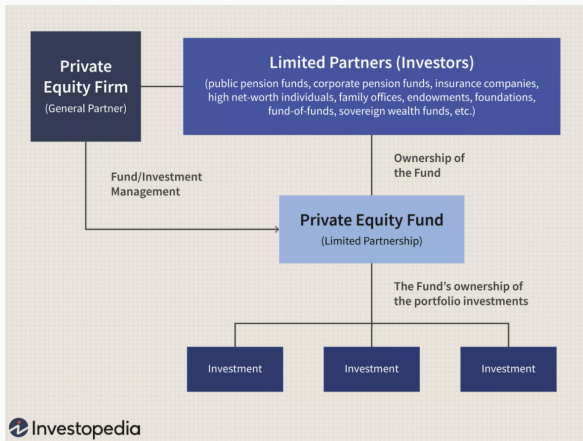 Private
Equity Firm
(General Partner)
Limited Partners (Investors)
(public pension funds, corporate pension funds, insurance companies,
high net-worth individuals, family offices, endowments, foundations,
fund-of-funds, sovereign wealth funds, etc.)
Fund/Investment
Management
Ownership of
the Fund
Private Equity Fund
(Limited Partnership)
The Fund's ownership of
the portfolio investments
Investment
Investment
Investment
Investopedia